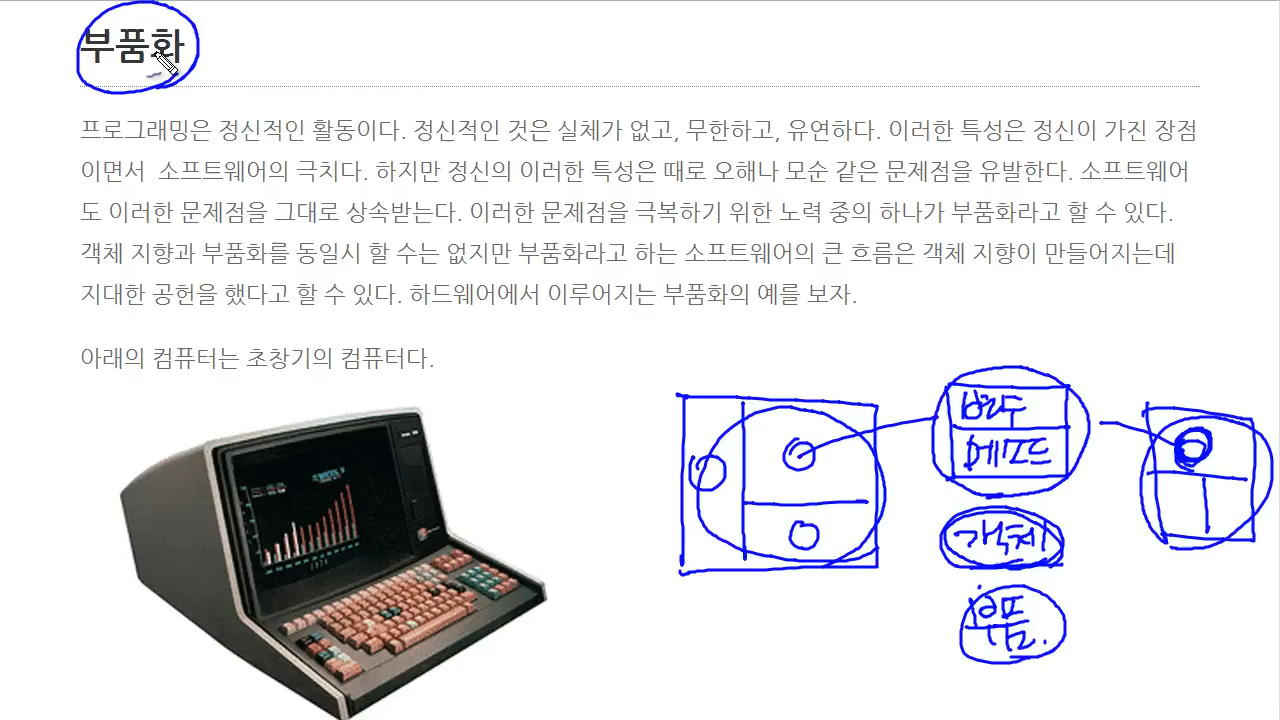 부품화
프로그래밍은 정신적인 활동이다. 정신적인 것은 실체가 없고, 무한하고, 유연하다. 이러한 특성은 정신이 가진 장점
이면서 소프트웨어의 극치다. 하지만 정신의 이러한 특성은 때로 오해나 모순 같은 문제점을 유발한다. 소프트웨어
도 이러한 문제점을 그대로 상속받는다. 이러한 문제점을 극복하기 위한 노력 중의 하나가 부품화라고 할 수 있다.
객체 지향과 부품화를 동일시 할 수는 없지만 부품화라고 하는 소프트웨어의 큰 흐름은 객체 지향이 만들어지는데
지대한 공헌을 했다고 할 수 있다. 하드웨어에서 이루어지는 부품화의 예를 보자.
아래의 컴퓨터는 초창기의 컴퓨터다.
변수
메소드
객체
부품.